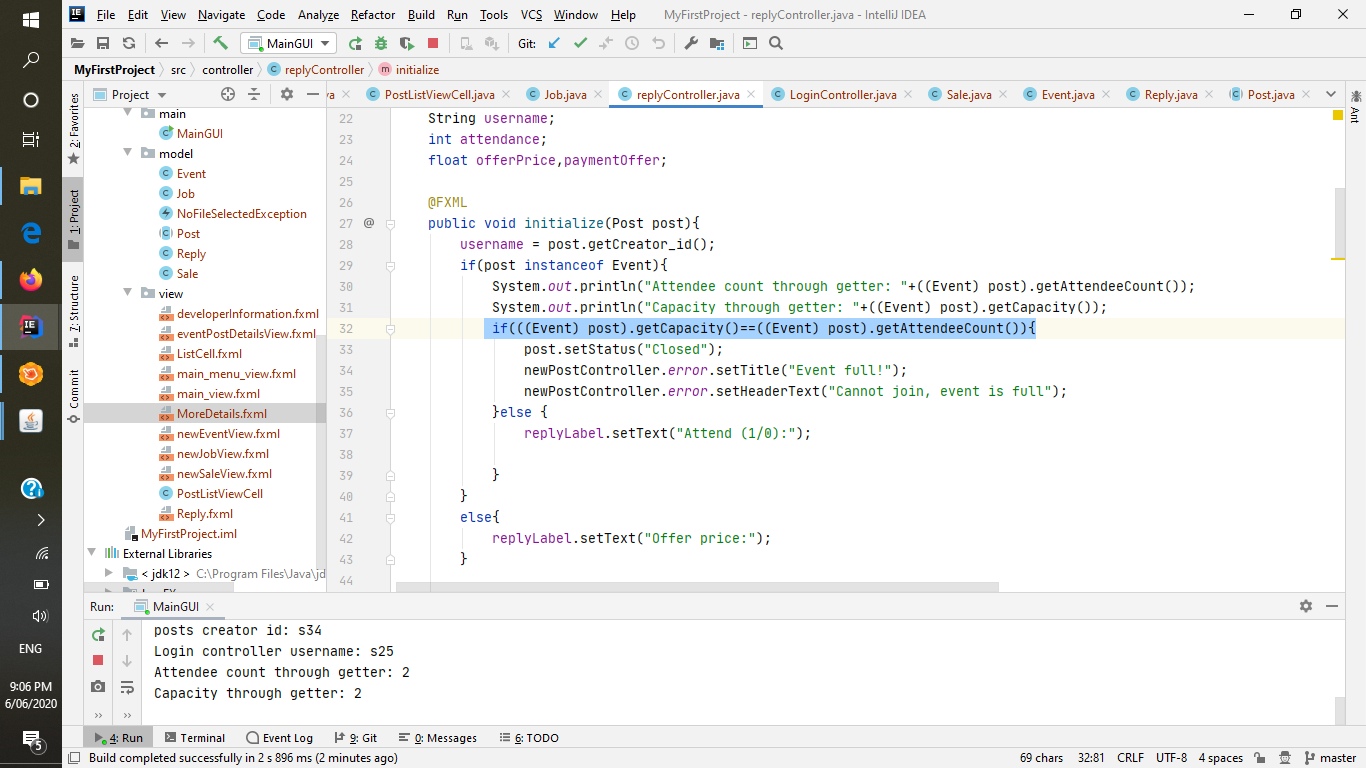 File Edit View Navigate Code Analyze Refactor Build Run Tools VCS Window Help MyFirstProject - replyController.java - IntelliJ IDEA
MainGUI Git:
MyFirstProject src controller replyController initialize
Project va PostListViewCell.java Job.java replyController.java LoginController.java Sale.java Event.java Reply.java Post.java
2: Favorites
1: Project
7: Structure
Commit
Ant
main
MainGUI
model
Event
Job
NoFileSelectedException
Post
Reply
Sale
view
developerInformation.fxml
eventPostDetailsView.fxml
ListCell.fxml
main_menu_view.fxml
main_view.fxml
MoreDetails.fxml
newEventView.fxml
newJobView.fxml
newSaleView.fxml
PostListViewCell
Reply.fxml
MyFirstProject.iml
External Libraries
< jdk12 > C:\Program Files\Java\jd
22 String username;
23 int attendance;
24 float offerPrice,paymentOffer;
25
26 @FXML
27 @ public void initialize(Post post){
28 username = post.getCreator_id();
29 if(post instanceof Event){
30 System.out.println("Attendee count through getter: "+((Event) post).getAttendeeCount());
31 System.out.println("Capacity through getter: "+((Event) post).getCapacity());
32 if(((Event) post).getCapacity()==((Event) post).getAttendeeCount()){
33 post.setStatus("Closed");
34 newPostController.error.setTitle("Event full!");
35 newPostController.error.setHeaderText("Cannot join, event is full");
36 }else {
37 replyLabel.setText("Attend (1/0):");
38
39 }
40 }
41 else{
42 replyLabel.setText("Offer price:");
43 }
44
Run: MainGUI
posts creator id: s34
Login controller username: s25
Attendee count through getter: 2
Capacity through getter: 2
4: Run Terminal Event Log 9: Git 0: Messages 6: TODO
Build completed successfully in 2 s 896 ms (2 minutes ago) 69 chars 32:81 CRLF UTF-8 4 spaces master
ENG
9:06 PM
6/06/2020
5